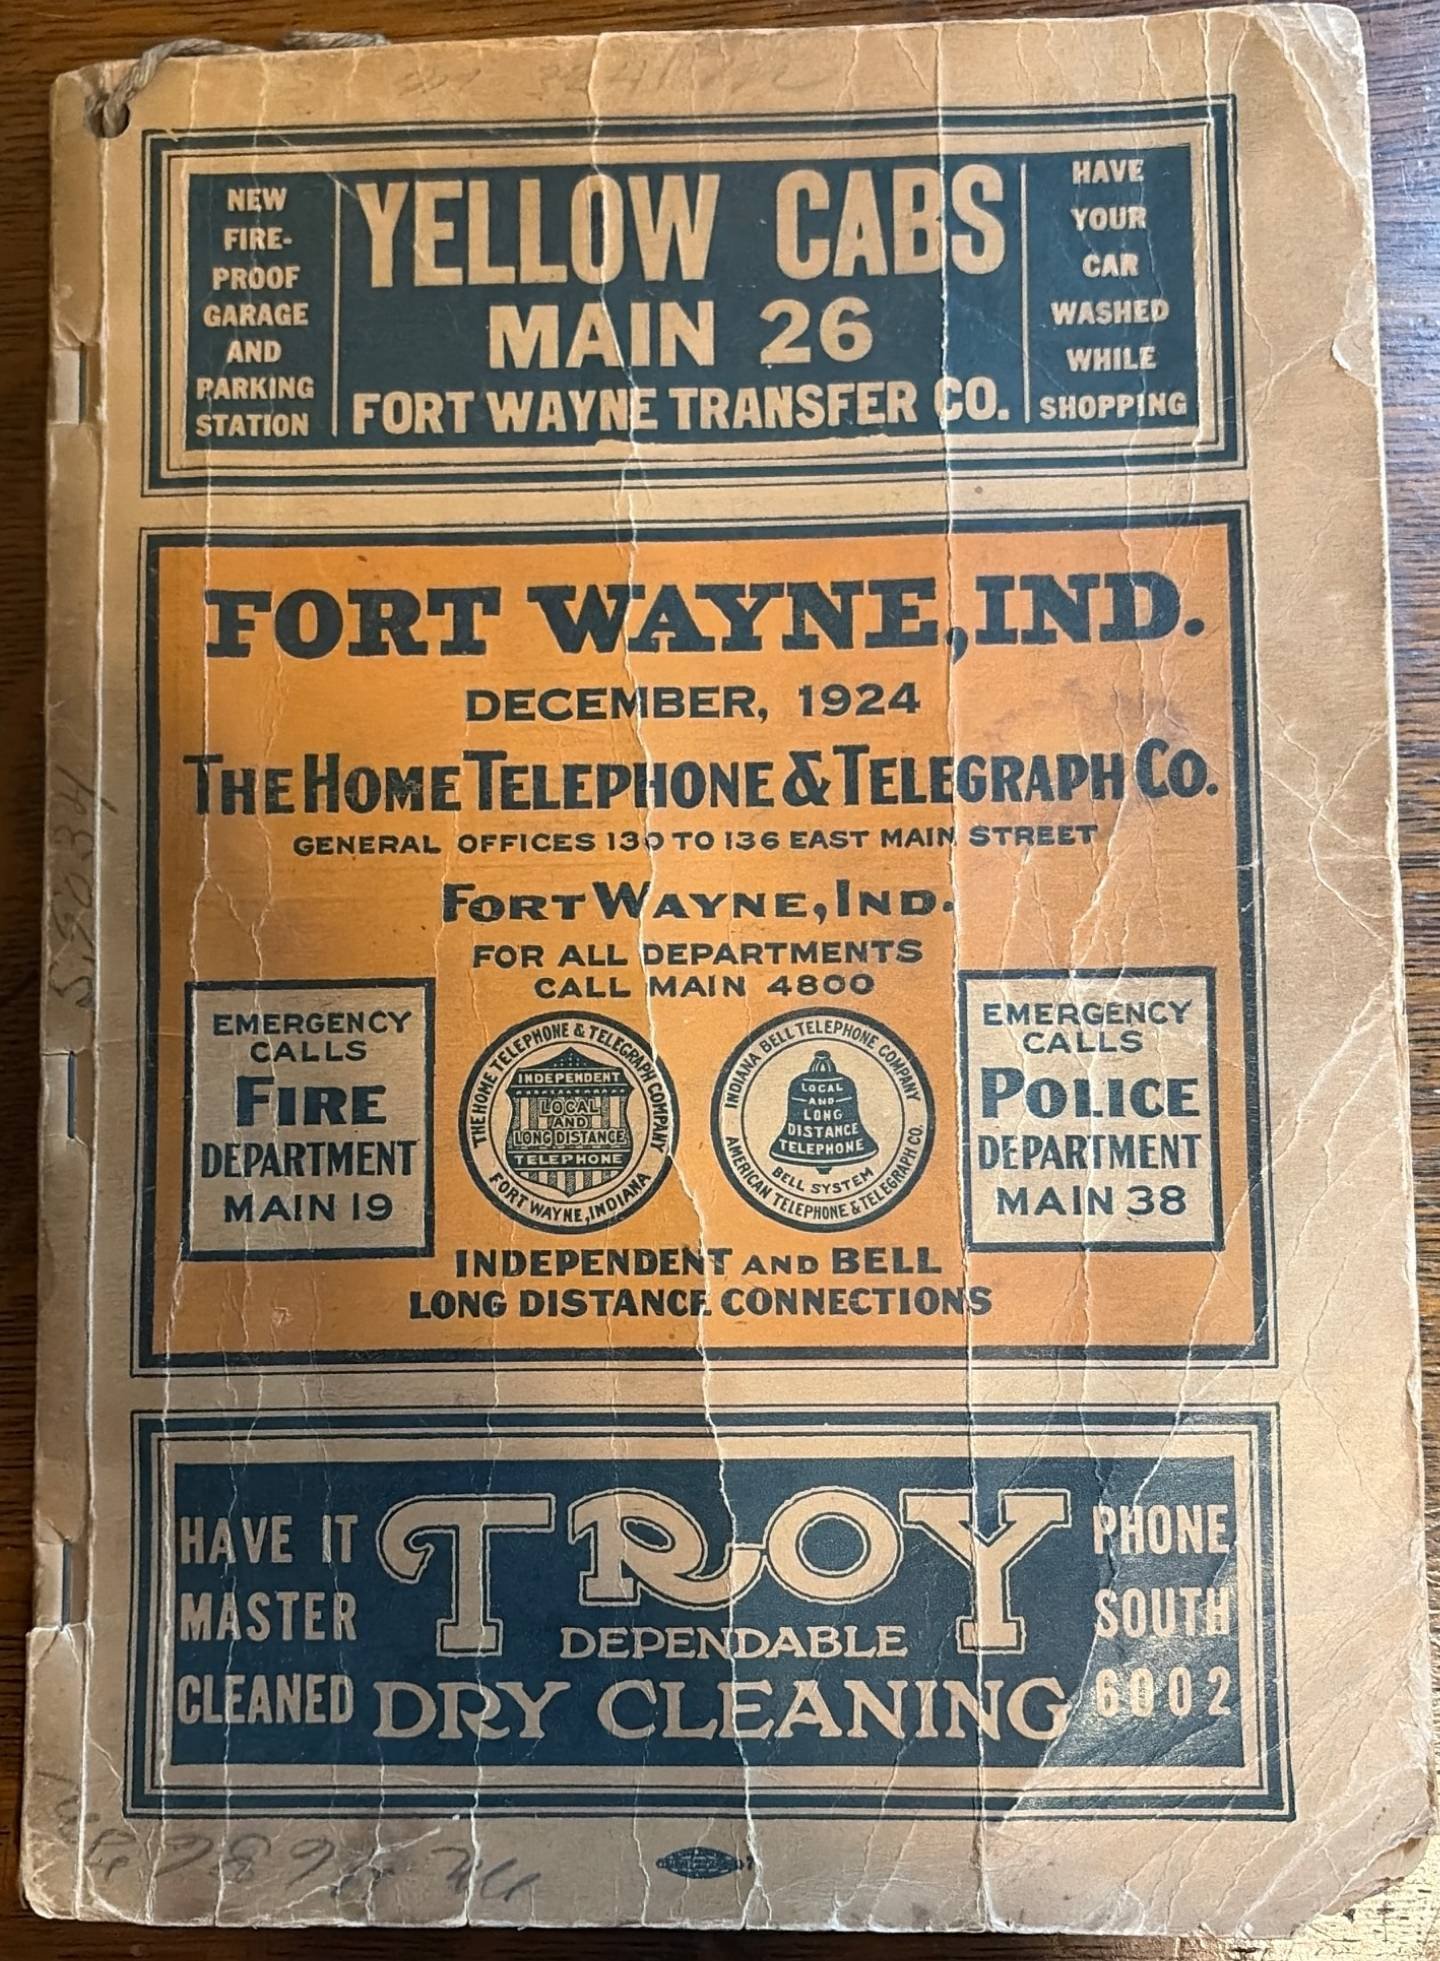 NEW
FIRE-
PROOF
GARAGE
AND
PARKING
STATION
YELLOW CABS
MAIN 26
FORT WAYNE TRANSFER CO.
HAVE
YOUR
CAR
WASHED
WHILE
SHOPPING
FORT WAYNE, IND.
DECEMBER, 1924
THE HOME TELEPHONE & TELEGRAPH CO.
GENERAL OFFICES 130 TO 136 EAST MAIN STREET
FORT WAYNE, IND.
FOR ALL DEPARTMENTS
CALL MAIN 4800
EMERGENCY
CALLS
FIRE
DEPARTMENT
MAIN 19
THE HOME TELEPHONE & TELEGRAPH COMPANY
INDEPENDENT
LOCAL
AND
LONG DISTANCE
TELEPHONE
FORT WAYNE, INDIANA
INDIANA BELL TELEPHONE COMPANY
LOCAL
AND
LONG
DISTANCE
TELEPHONE
BELL SYSTEM
AMERICAN TELEPHONE & TELEGRAPH CO.
EMERGENCY
CALLS
POLICE
DEPARTMENT
MAIN 38
INDEPENDENT AND BELL
LONG DISTANCE CONNECTIONS
HAVE IT
MASTER
CLEANED
TROY
DEPENDABLE
DRY CLEANING
PHONE
SOUTH
6002